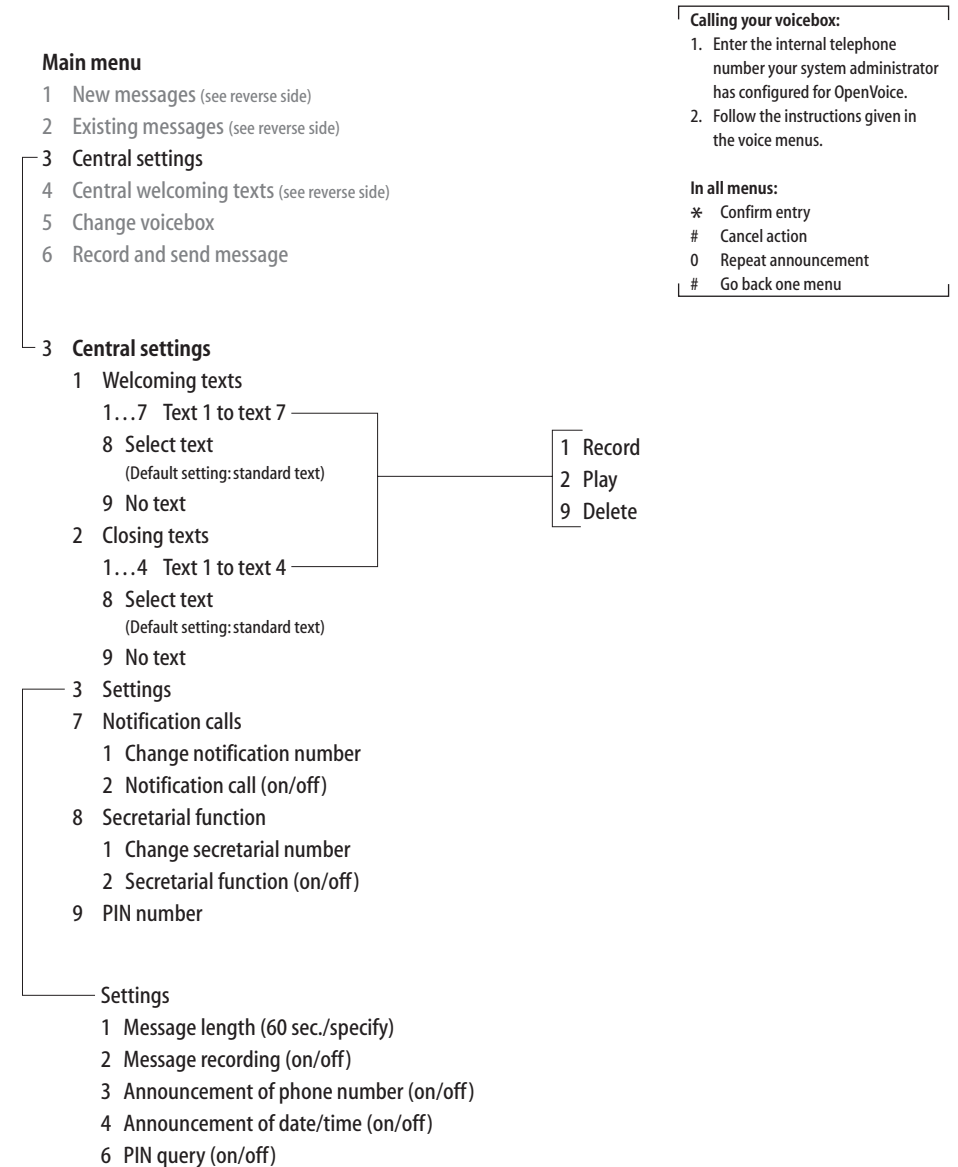 Main menu
1 New messages (see reverse side)
2 Existing messages (see reverse side)
3 Central settings
4 Central welcoming texts (see reverse side)
5 Change voicebox
6 Record and send message
Calling your voicebox:
1. Enter the internal telephone
number your system administrator
has configured for OpenVoice.
2. Follow the instructions given in
the voice menus.
In all menus:
* Confirm entry
# Cancel action
0 Repeat announcement
# Go back one menu
3 Central settings
1 Welcoming texts
1...7 Text 1 to text 7
8 Select text
(Default setting: standard text)
9 No text
2 Closing texts
1...4 Text 1 to text 4
8 Select text
(Default setting: standard text)
9 No text
1 Record
2 Play
9 Delete
3 Settings
7 Notification calls
1 Change notification number
2 Notification call (on/off)
8 Secretarial function
1 Change secretarial number
2 Secretarial function (on/off)
9 PIN number
Settings
1 Message length (60 sec./specify)
2 Message recording (on/off)
3 Announcement of phone number (on/off)
4 Announcement of date/time (on/off)
6 PIN query (on/off)